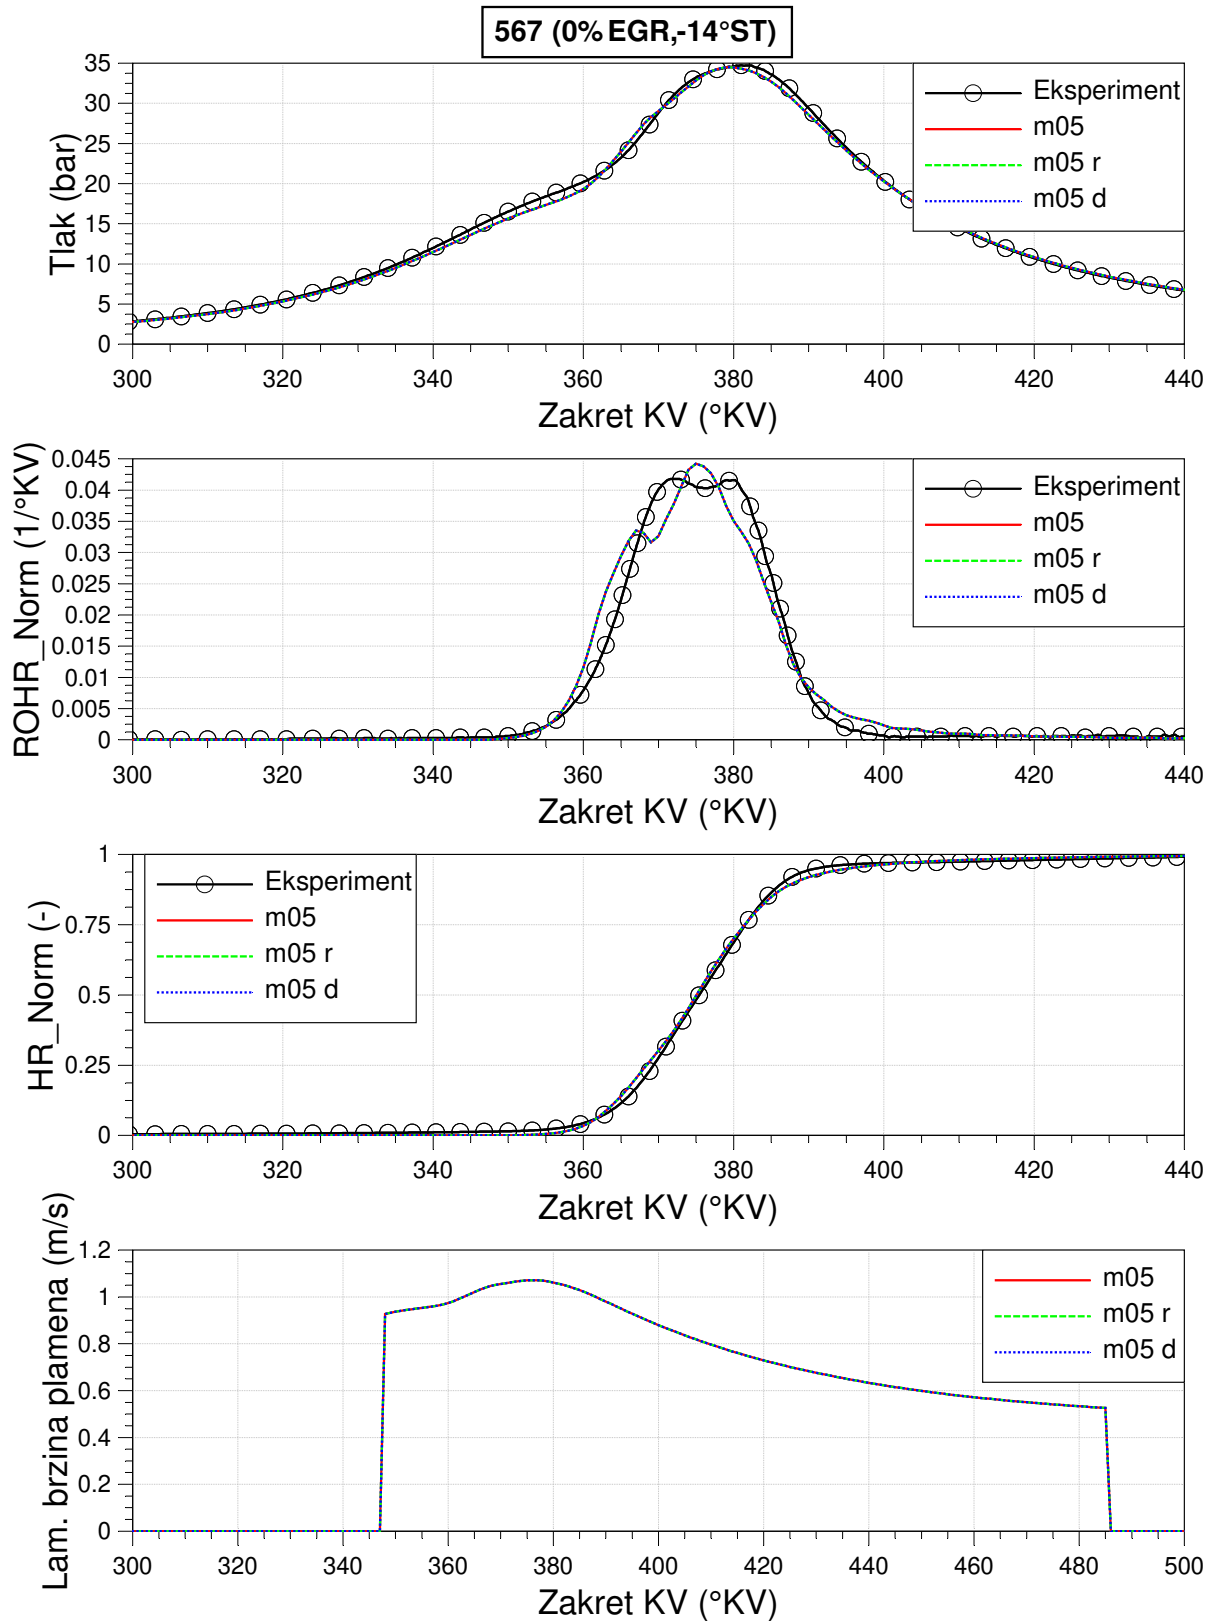 567 (0% EGR,-14°ST)
35
30
25
20
15
10
5
0
Tlak (bar)
Eksperiment
m05
m05 r
m05 d
300 320 340 360 380 400 420 440
Zakret KV (°KV)
0.045
0.04
0.035
0.03
0.025
0.02
0.015
0.01
0.005
0
ROHR_Norm (1/°KV)
Eksperiment
m05
m05 r
m05 d
300 320 340 360 380 400 420 440
Zakret KV (°KV)
1
0.75
0.5
0.25
0
HR_Norm (-)
Eksperiment
m05
m05 r
m05 d
300 320 340 360 380 400 420 440
Zakret KV (°KV)
1.2
1
0.8
0.6
0.4
0.2
0
Lam. brzina plamena (m/s)
m05
m05 r
m05 d
300 320 340 360 380 400 420 440 460 480 500
Zakret KV (°KV)